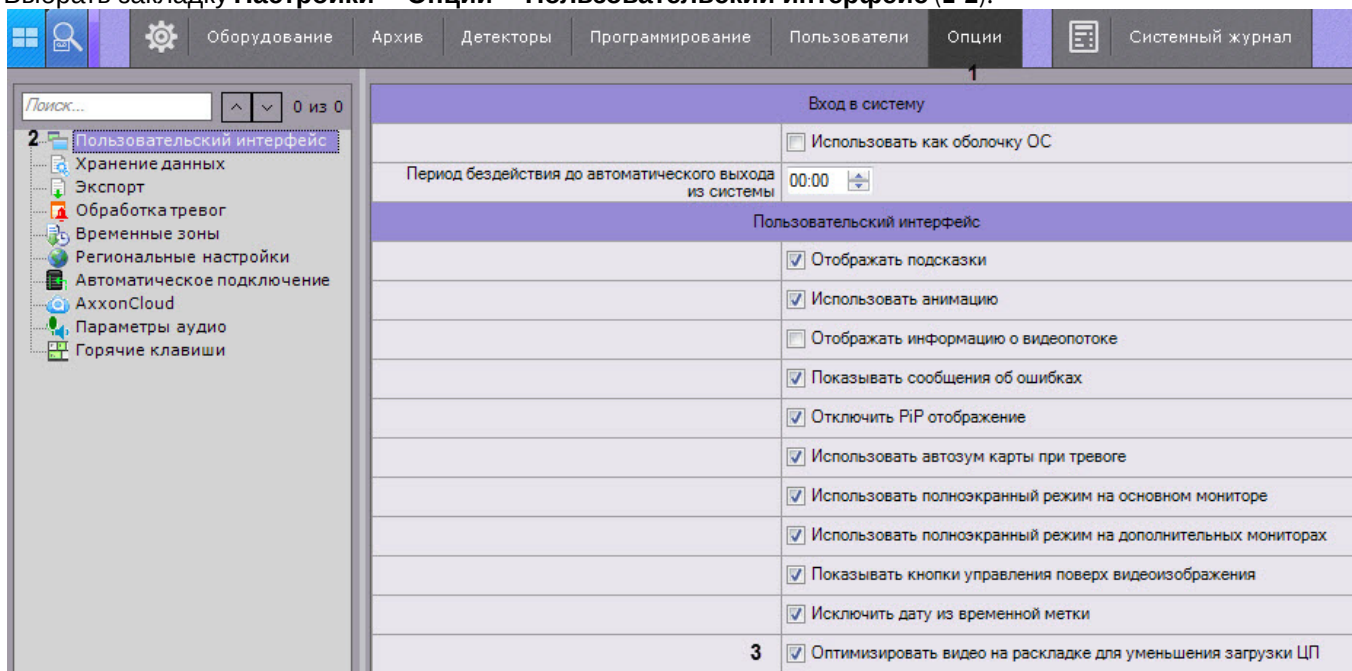 Выбрать закладку Настройки – Опции – Пользовательский интерфейс (1-2).
Оборудование Архив Детекторы Программирование Пользователи Опции Системный журнал
1
Поиск... 0 из 0
2 Пользовательский интерфейс
Хранение данных
Экспорт
Обработка тревог
Временные зоны
Региональные настройки
Автоматическое подключение
AxxonCloud
Параметры аудио
Горячие клавиши
Вход в систему
Использовать как оболочку ОС
Период бездействия до автоматического выхода
из системы 00:00
Пользовательский интерфейс
Отображать подсказки
Использовать анимацию
Отображать информацию о видеопотоке
Показывать сообщения об ошибках
Отключить PiP отображение
Использовать автозум карты при тревоге
Использовать полноэкранный режим на основном мониторе
Использовать полноэкранный режим на дополнительных мониторах
Показывать кнопки управления поверх видеоизображения
Исключить дату из временной метки
3 Оптимизировать видео на раскладке для уменьшения загрузки ЦП